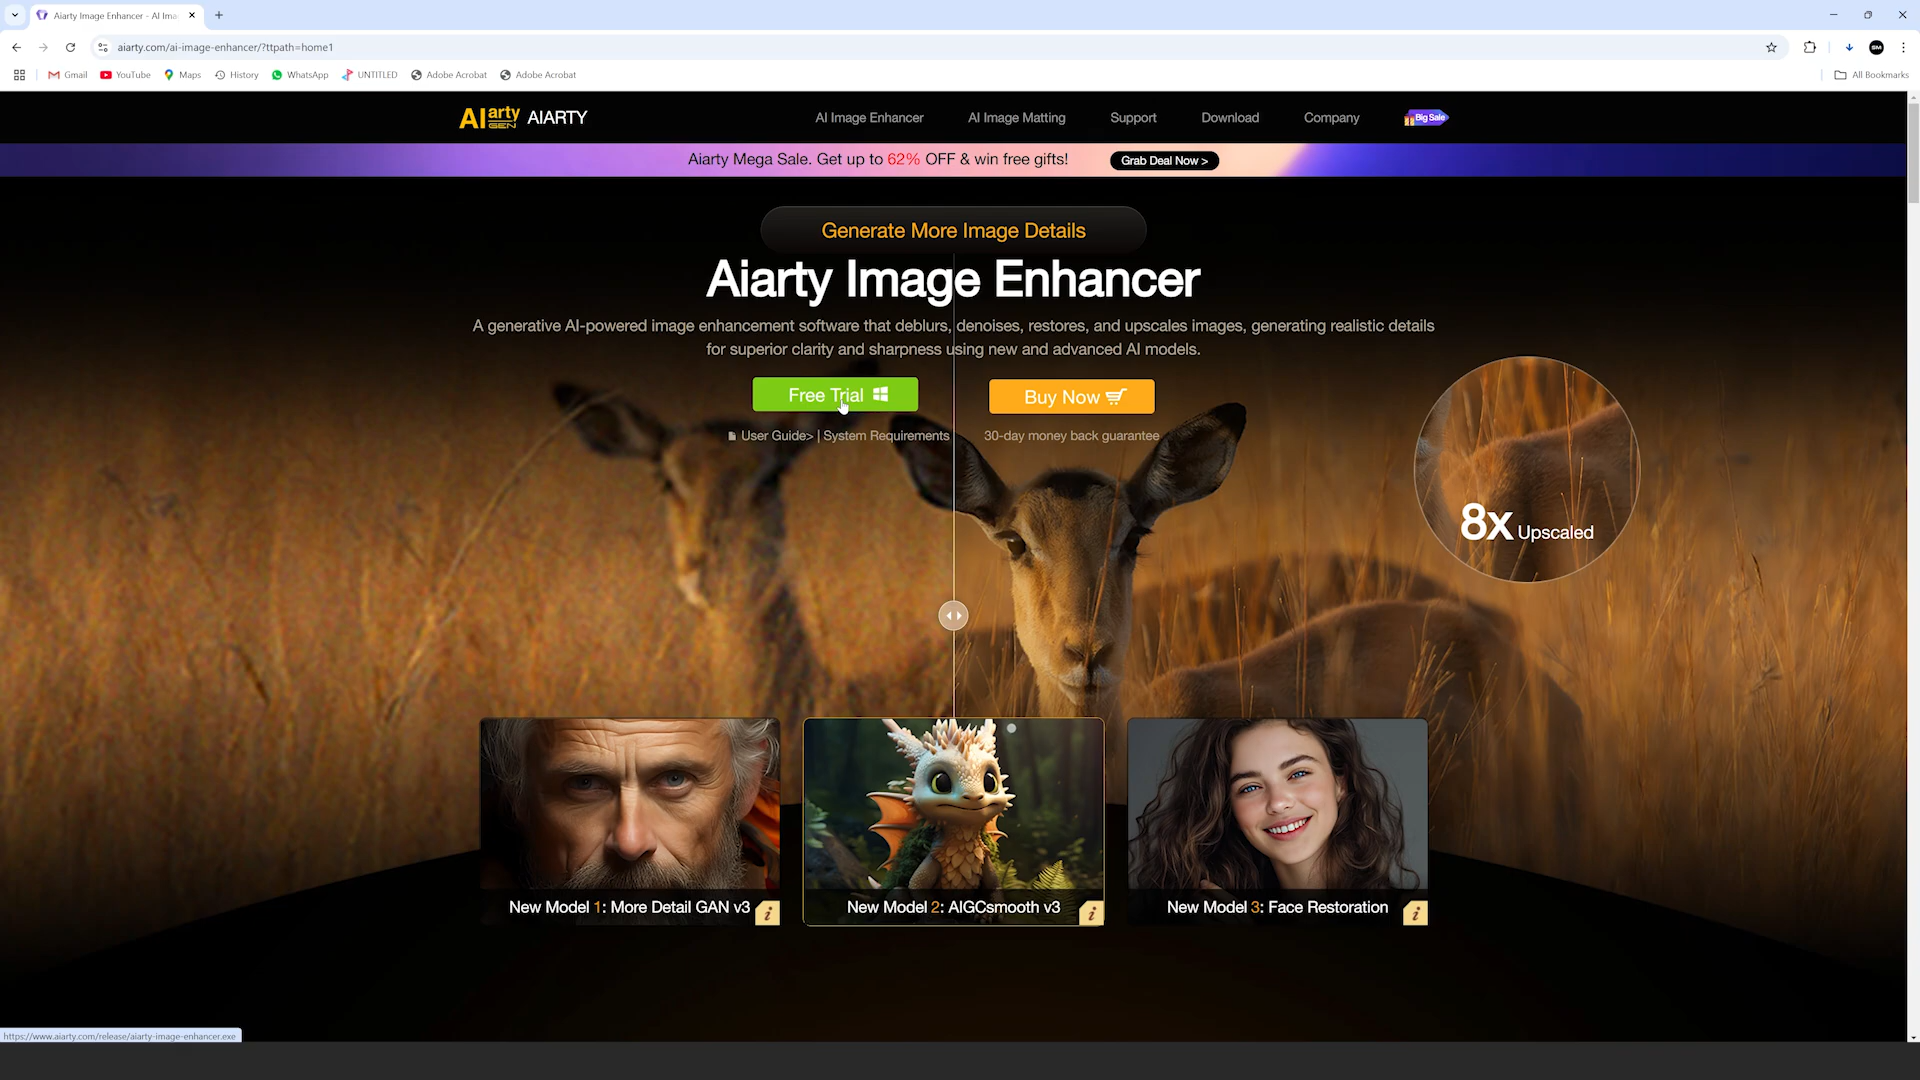 Aiarty Image Enhancer - AI Ima
aiarty.com/ai-image-enhancer/?ttpath=home1
SM
Gmail
YouTube
Maps
History
WhatsApp
UNTITLED
Adobe Acrobat
Adobe Acrobat
All Bookmarks
AIarty GEN AIARTY
AI Image Enhancer
AI Image Matting
Support
Download
Company
Big Sale
Aiarty Mega Sale. Get up to 62% OFF & win free gifts!
Grab Deal Now >
Generate More Image Details
Aiarty Image Enhancer
A generative AI-powered image enhancement software that deblurs, denoises, restores, and upscales images, generating realistic details
for superior clarity and sharpness using new and advanced AI models.
Free Trial
Buy Now
User Guide> | System Requirements
30-day money back guarantee
8x Upscaled
New Model 1: More Detail GAN v3
i
New Model 2: AIGCsmooth v3
i
New Model 3: Face Restoration
i
https://www.aiarty.com/release/aiarty-image-enhancer.exe